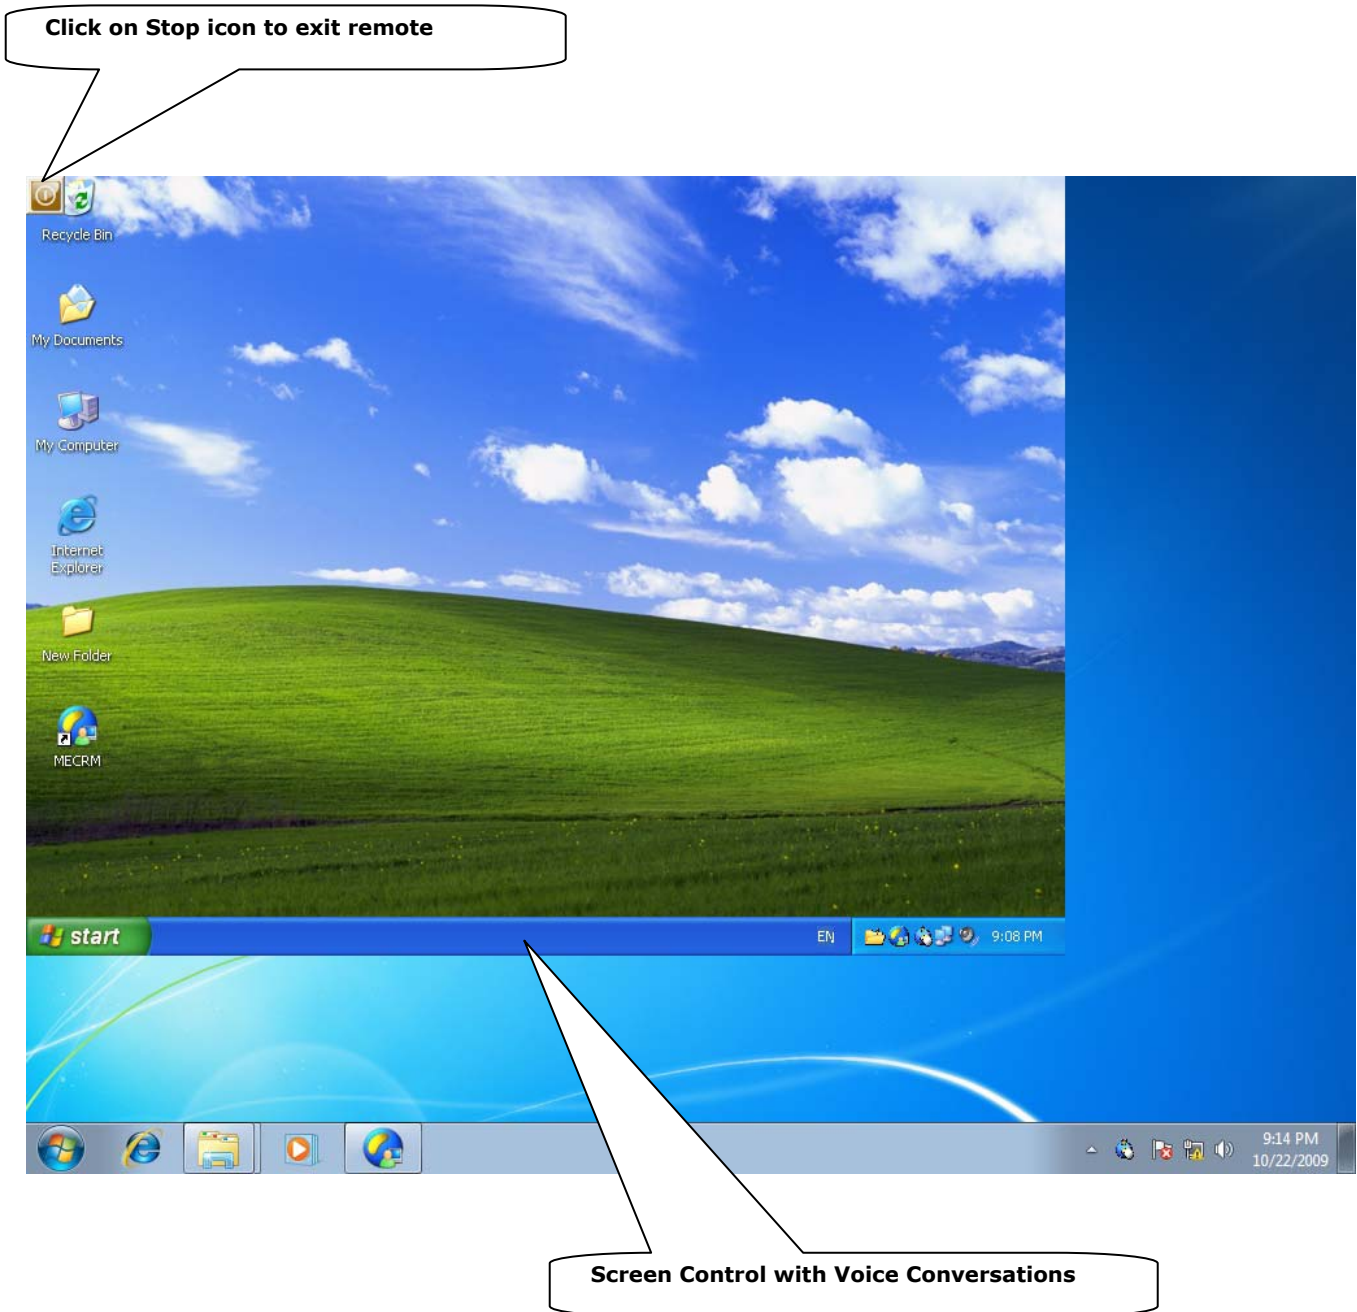 Click on Stop icon to exit remote
Recycle Bin
My Documents
My Computer
Internet
Explorer
New Folder
MECRM
start
EN
9:08 PM
9:14 PM
10/22/2009
Screen Control with Voice Conversations